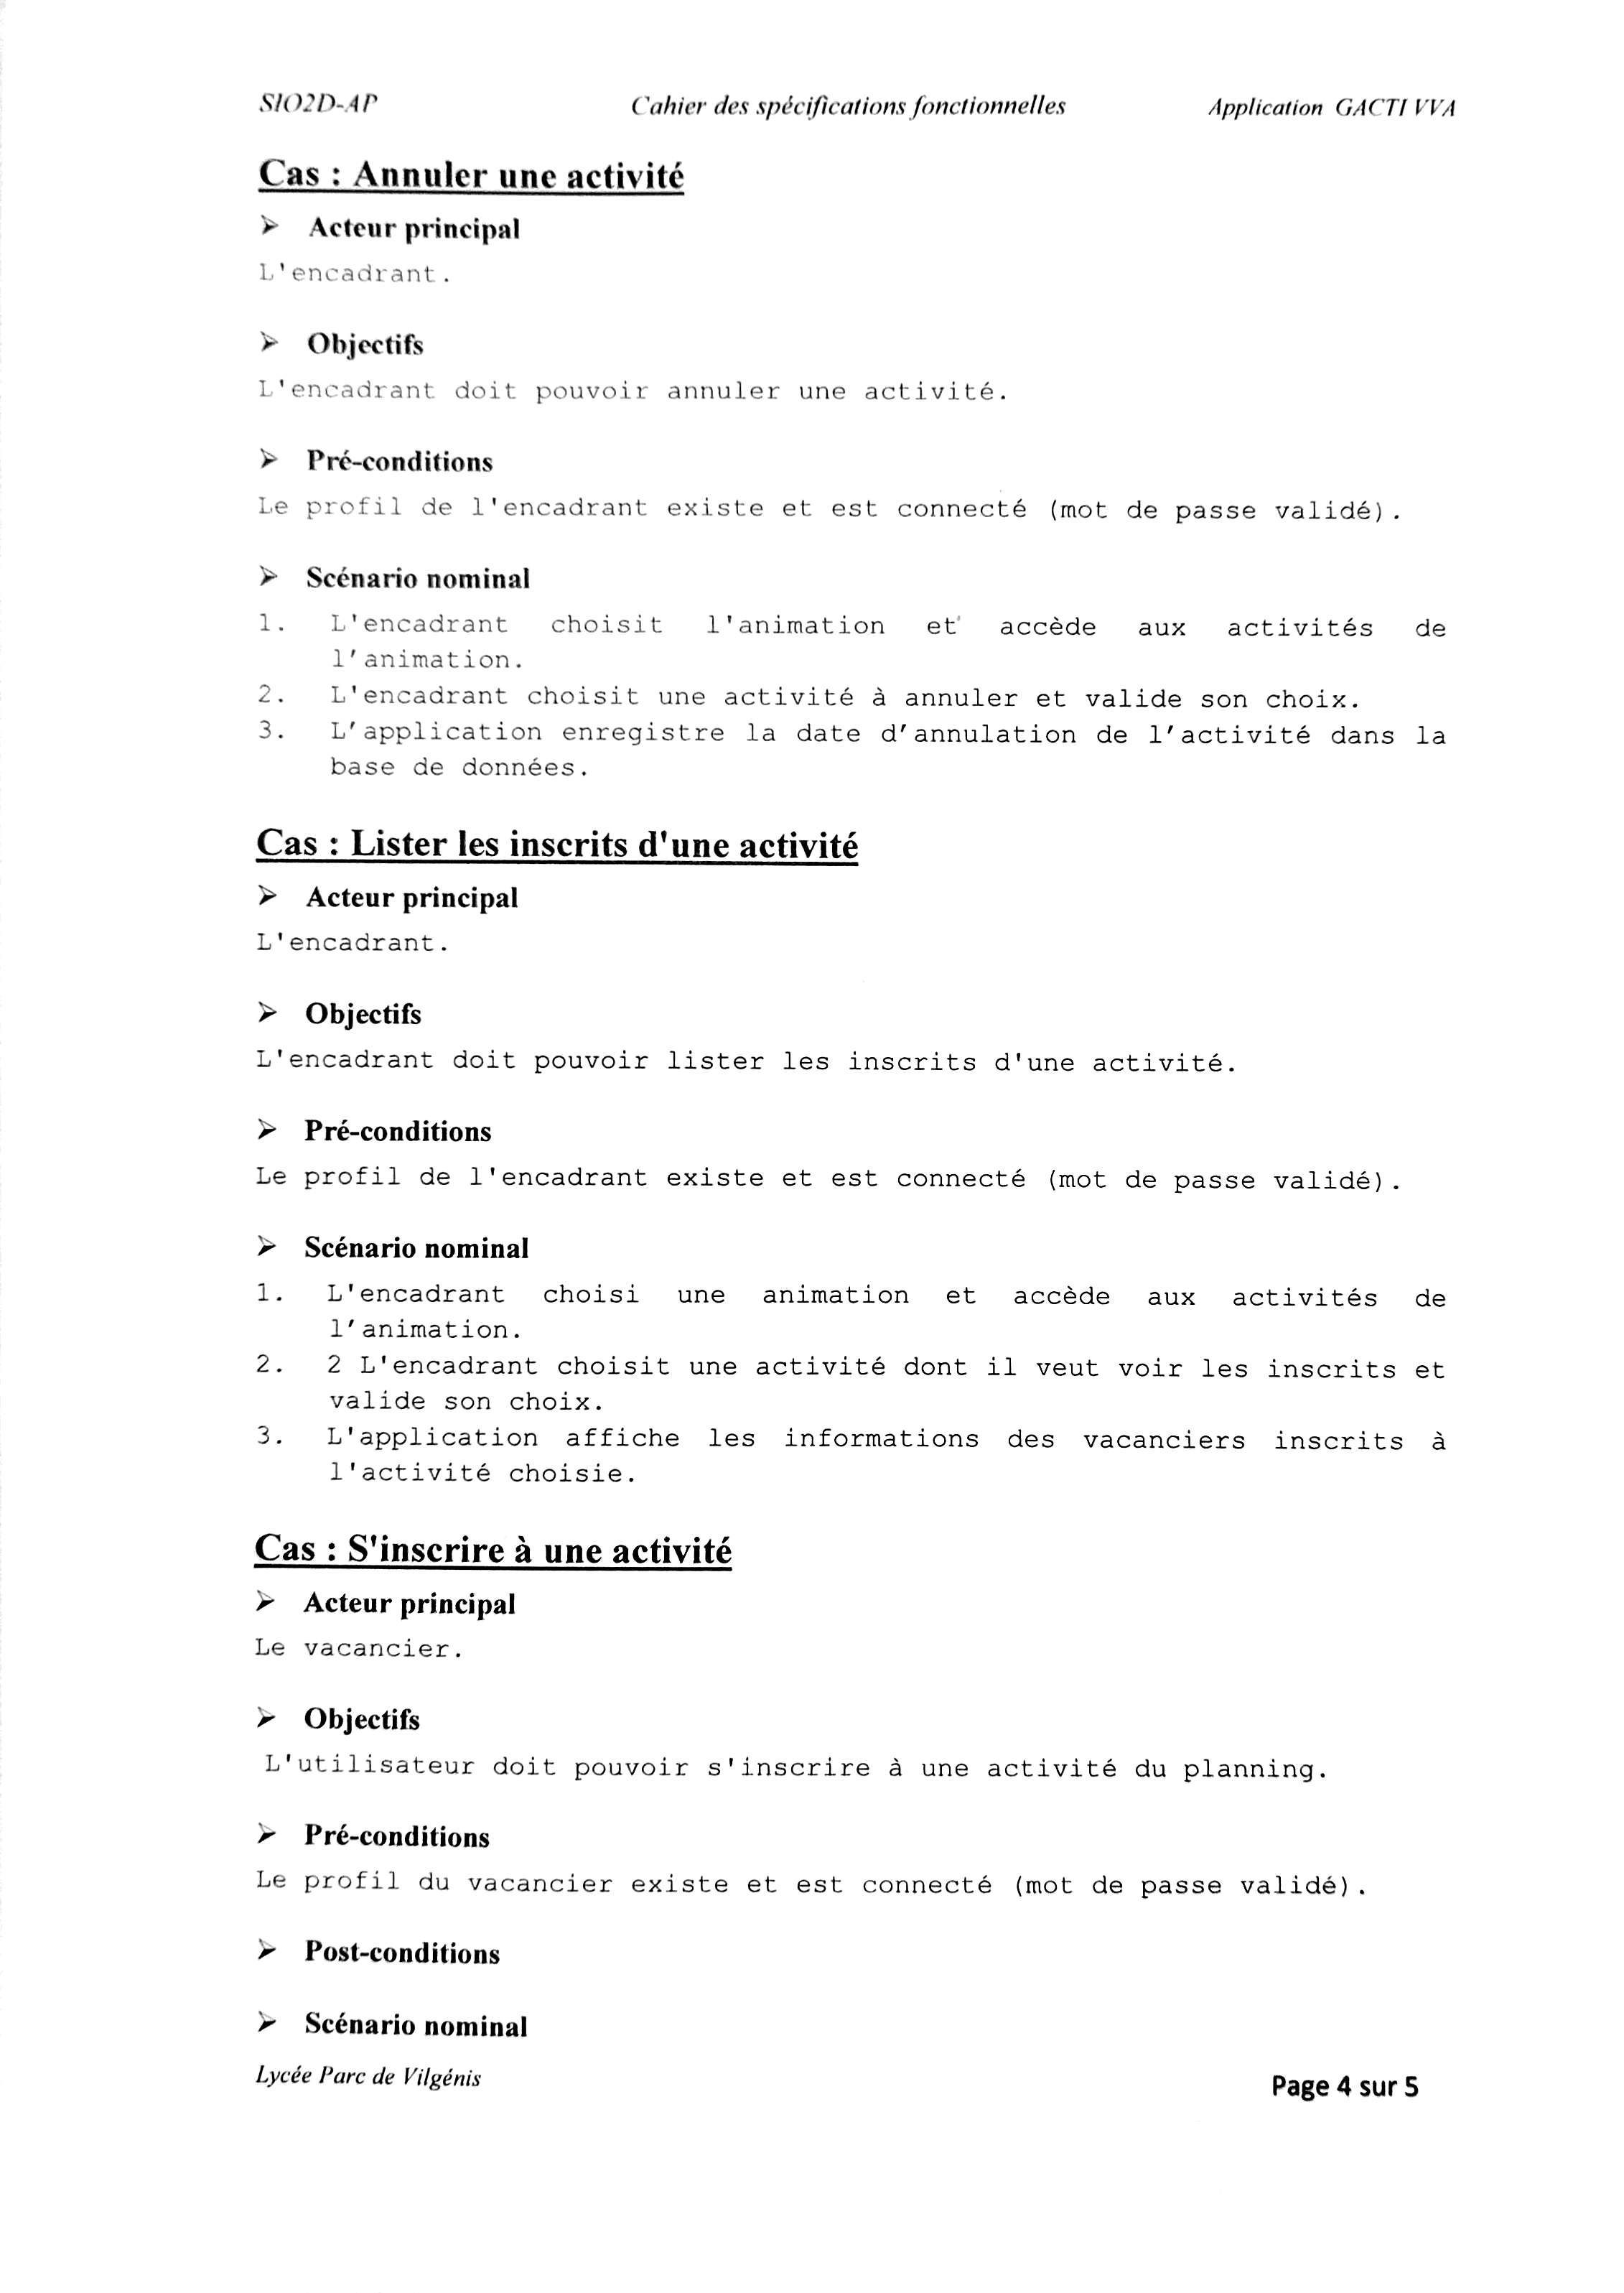 SIO2D-AP Cahier des spécifications fonctionnelles Application GACTI VVA
Cas : Annuler une activité
➢ Acteur principal
L'encadrant.
➢ Objectifs
L'encadrant doit pouvoir annuler une activité.
➢ Pré-conditions
Le profil de l'encadrant existe et est connecté (mot de passe validé).
➢ Scénario nominal
1. L'encadrant choisit l'animation et accède aux activités de
l’animation.
2. L'encadrant choisit une activité à annuler et valide son choix.
3. L’application enregistre la date d’annulation de l’activité dans la
base de données.
Cas : Lister les inscrits d'une activité
➢ Acteur principal
L'encadrant.
➢ Objectifs
L'encadrant doit pouvoir lister les inscrits d'une activité.
➢ Pré-conditions
Le profil de l'encadrant existe et est connecté (mot de passe validé).
➢ Scénario nominal
1. L'encadrant choisi une animation et accède aux activités de
l’animation.
2. 2 L'encadrant choisit une activité dont il veut voir les inscrits et
valide son choix.
3. L'application affiche les informations des vacanciers inscrits à
l'activité choisie.
Cas : S'inscrire à une activité
➢ Acteur principal
Le vacancier.
➢ Objectifs
L'utilisateur doit pouvoir s'inscrire à une activité du planning.
➢ Pré-conditions
Le profil du vacancier existe et est connecté (mot de passe validé).
➢ Post-conditions
➢ Scénario nominal
Lycée Parc de Vilgénis
Page 4 sur 5